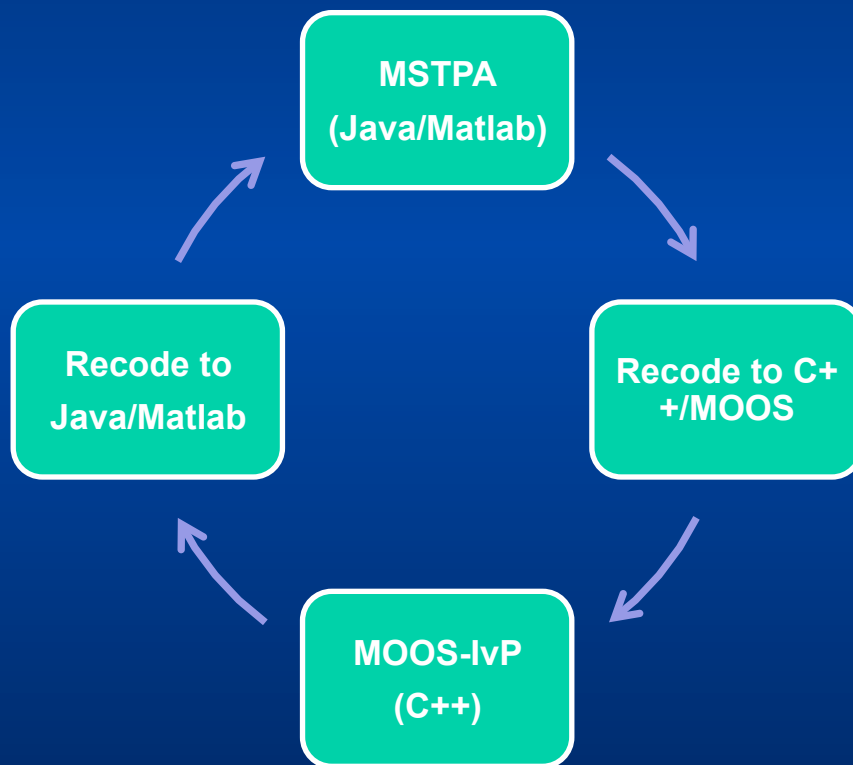 MSTPA
(Java/Matlab)
Recode to
Java/Matlab
Recode to C+
+/MOOS
MOOS-IvP
(C++)